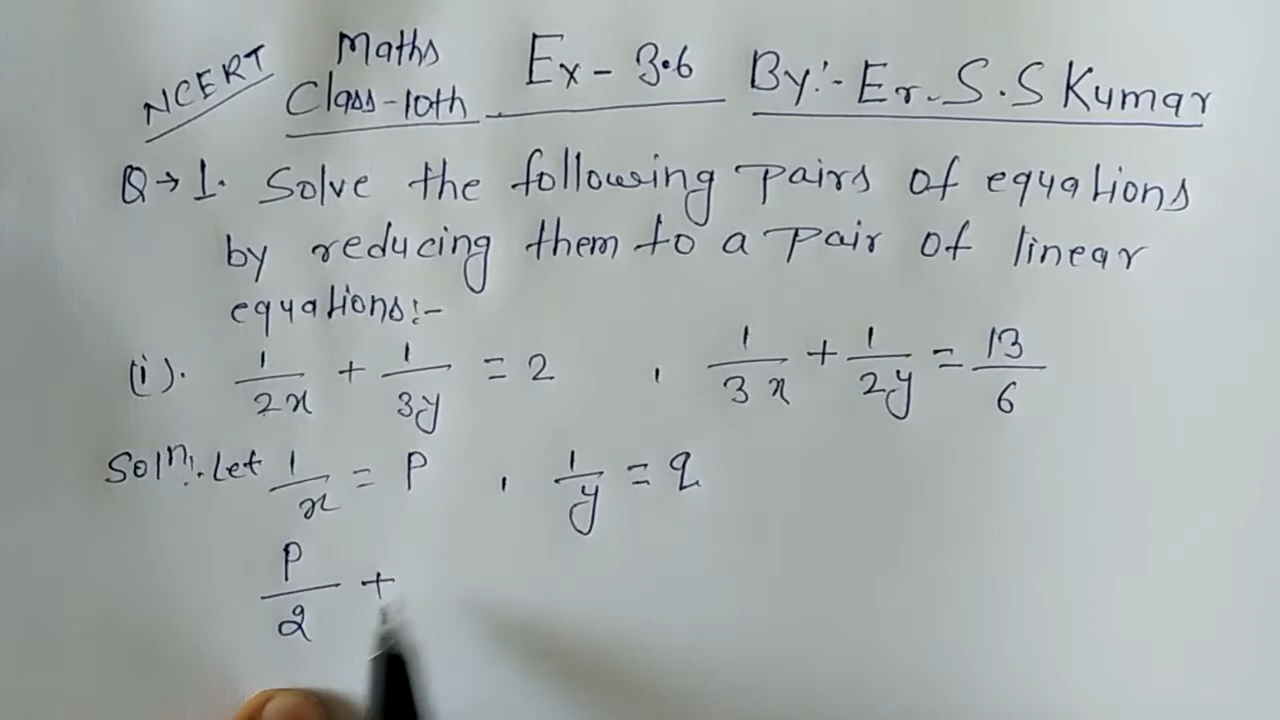 NCERT Maths Class-10th Ex-3.6 By:- Er. S.S Kumar
Q→1. Solve the following pairs of equations
by reducing them to a pair of linear
equations:-
(i). 1/2x + 1/3y = 2 , 1/3x + 1/2y = 13/6
Solⁿ:. Let 1/x = P , 1/y = q
P/2 +